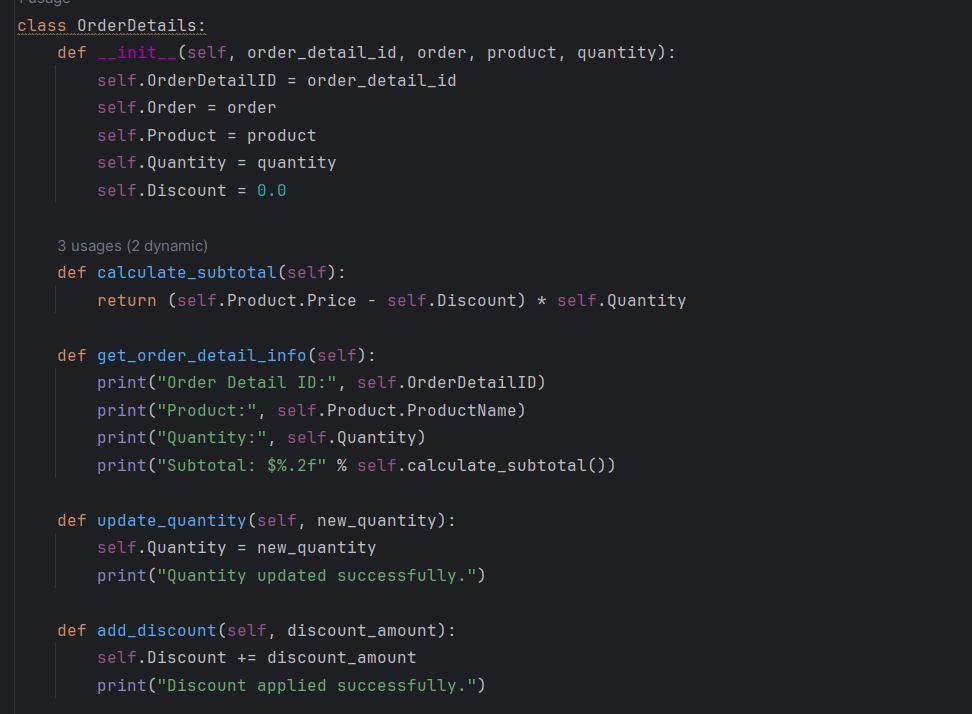 usage
class OrderDetails:
    def __init__(self, order_detail_id, order, product, quantity):
        self.OrderDetailID = order_detail_id
        self.Order = order
        self.Product = product
        self.Quantity = quantity
        self.Discount = 0.0
    3 usages (2 dynamic)
    def calculate_subtotal(self):
        return (self.Product.Price - self.Discount) * self.Quantity
    def get_order_detail_info(self):
        print("Order Detail ID:", self.OrderDetailID)
        print("Product:", self.Product.ProductName)
        print("Quantity:", self.Quantity)
        print("Subtotal: $%.2f" % self.calculate_subtotal())
    def update_quantity(self, new_quantity):
        self.Quantity = new_quantity
        print("Quantity updated successfully.")
    def add_discount(self, discount_amount):
        self.Discount += discount_amount
        print("Discount applied successfully.")